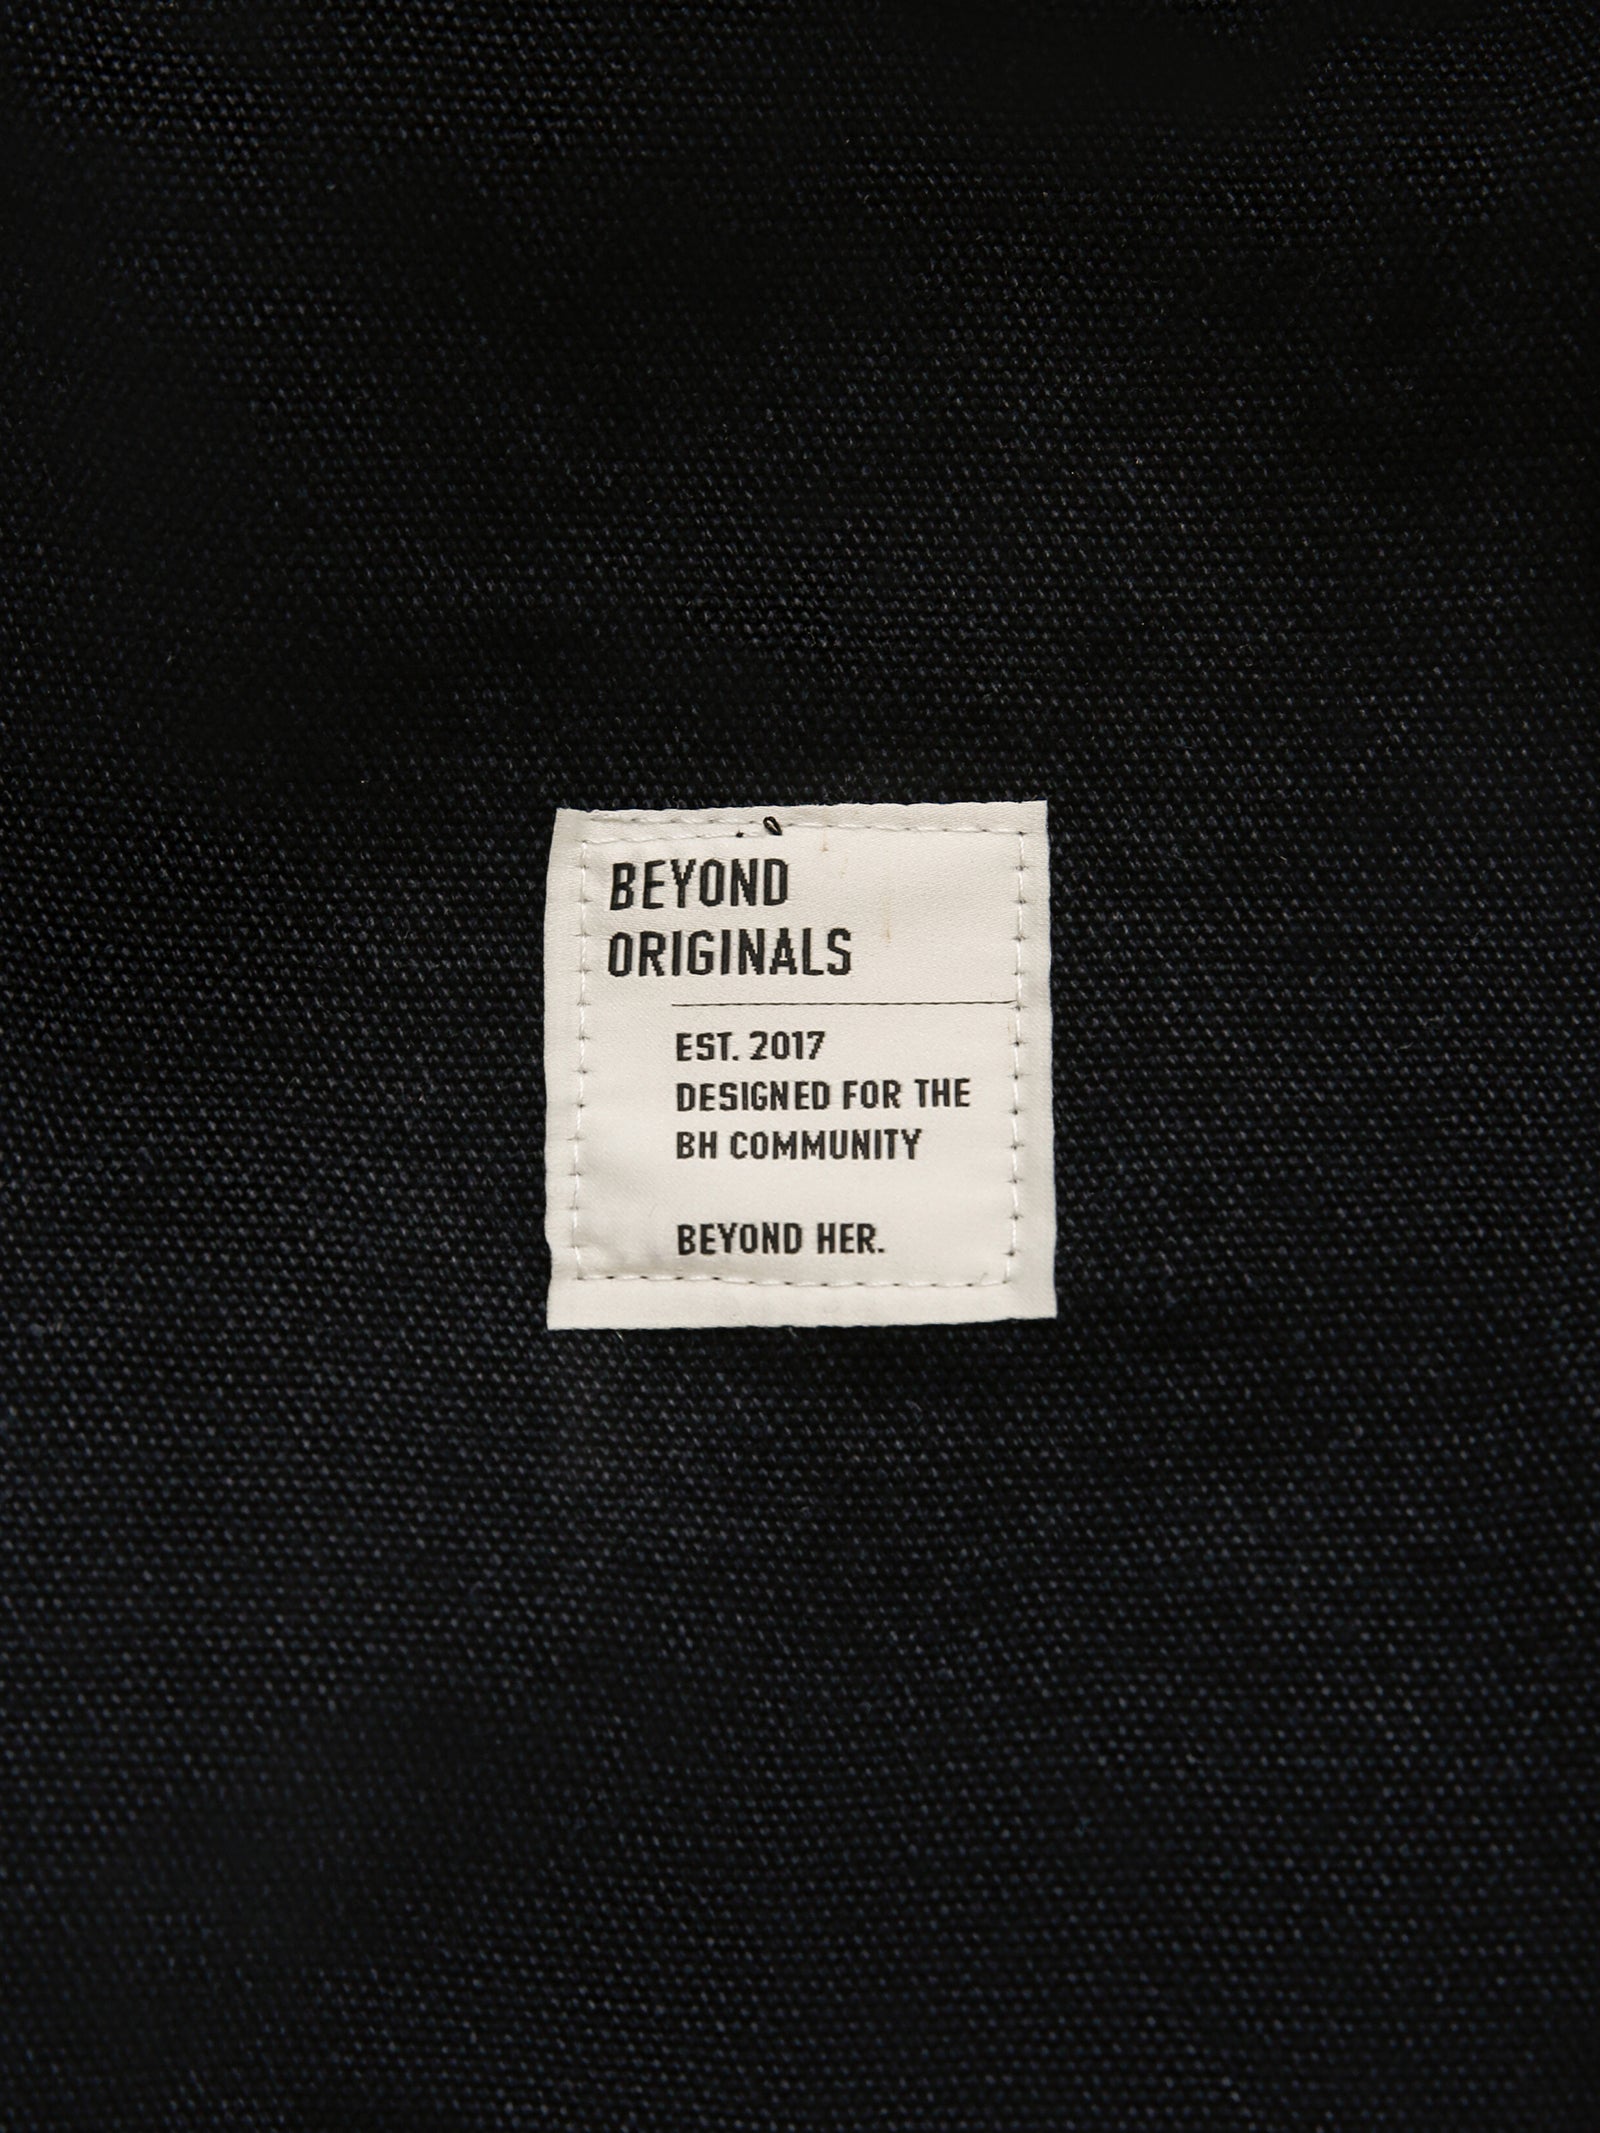 BEYOND
ORIGINALS
EST. 2017
DESIGNED FOR THE
BH COMMUNITY
BEYOND HER.